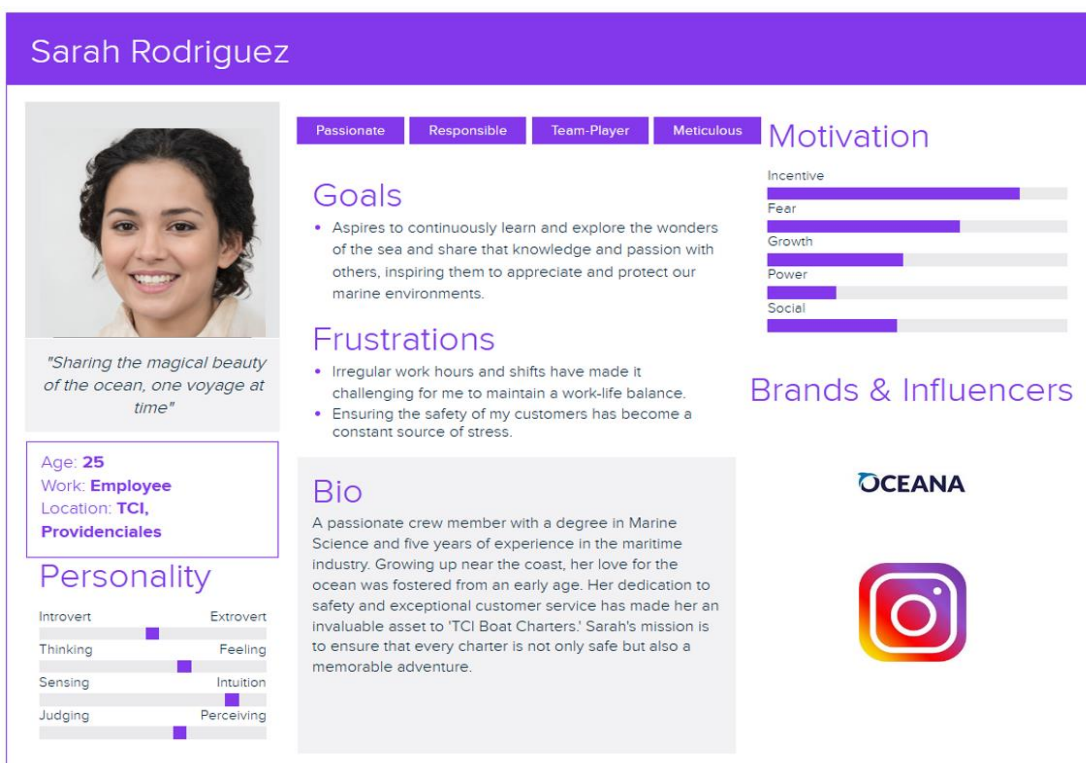 Sarah Rodriguez
"Sharing the magical beauty
of the ocean, one voyage at
time"
Age: 25
Work: Employee
Location: TCI,
Providenciales
Personality
Introvert Extrovert
Thinking Feeling
Sensing Intuition
Judging Perceiving
Passionate Responsible Team-Player Meticulous
Goals
• Aspires to continuously learn and explore the wonders
of the sea and share that knowledge and passion with
others, inspiring them to appreciate and protect our
marine environments.
Frustrations
• Irregular work hours and shifts have made it
challenging for me to maintain a work-life balance.
• Ensuring the safety of my customers has become a
constant source of stress.
Bio
A passionate crew member with a degree in Marine
Science and five years of experience in the maritime
industry. Growing up near the coast, her love for the
ocean was fostered from an early age. Her dedication to
safety and exceptional customer service has made her an
invaluable asset to 'TCI Boat Charters.' Sarah's mission is
to ensure that every charter is not only safe but also a
memorable adventure.
Motivation
Incentive
Fear
Growth
Power
Social
Brands & Influencers
OCEANA